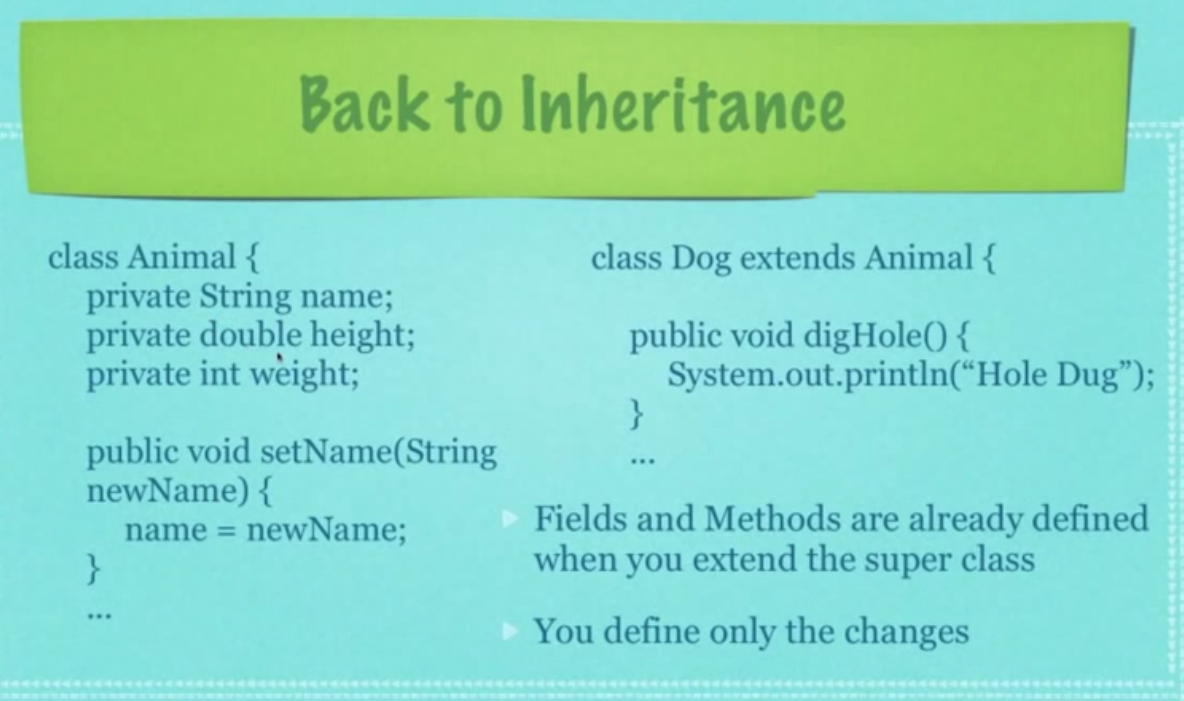 Back to Inheritance
class Animal {
private String name;
private double height;
private int weight;
public void setName(String
newName) {
name = newName;
}
...
class Dog extends Animal {
public void digHole() {
System.out.println(“Hole Dug”);
}
...
Fields and Methods are already defined
when you extend the super class
You define only the changes